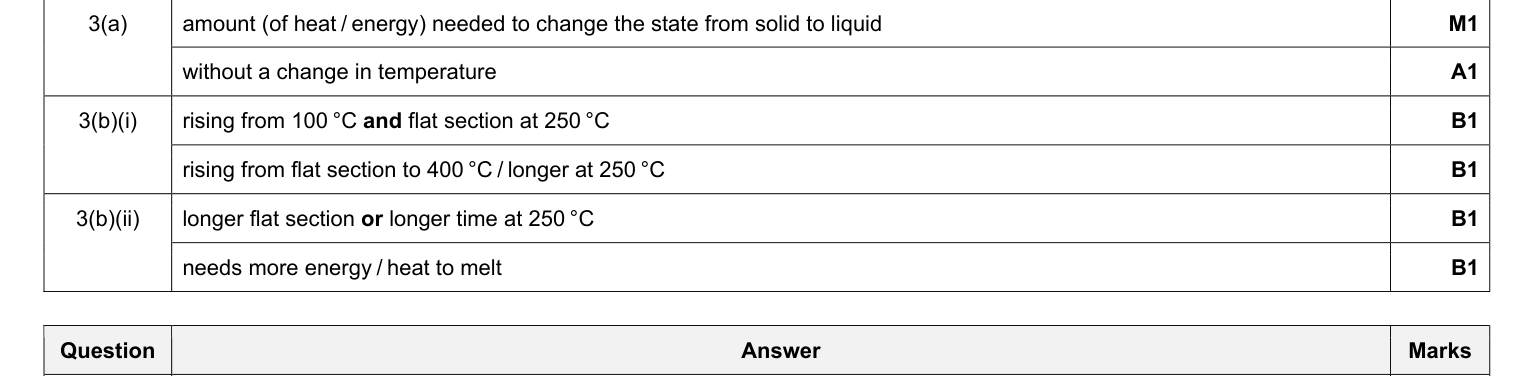 3(a) amount (of heat / energy) needed to change the state from solid to liquid M1
without a change in temperature A1
3(b)(i) rising from 100 °C and flat section at 250 °C B1
rising from flat section to 400 °C / longer at 250 °C B1
3(b)(ii) longer flat section or longer time at 250 °C B1
needs more energy / heat to melt B1
Question Answer Marks